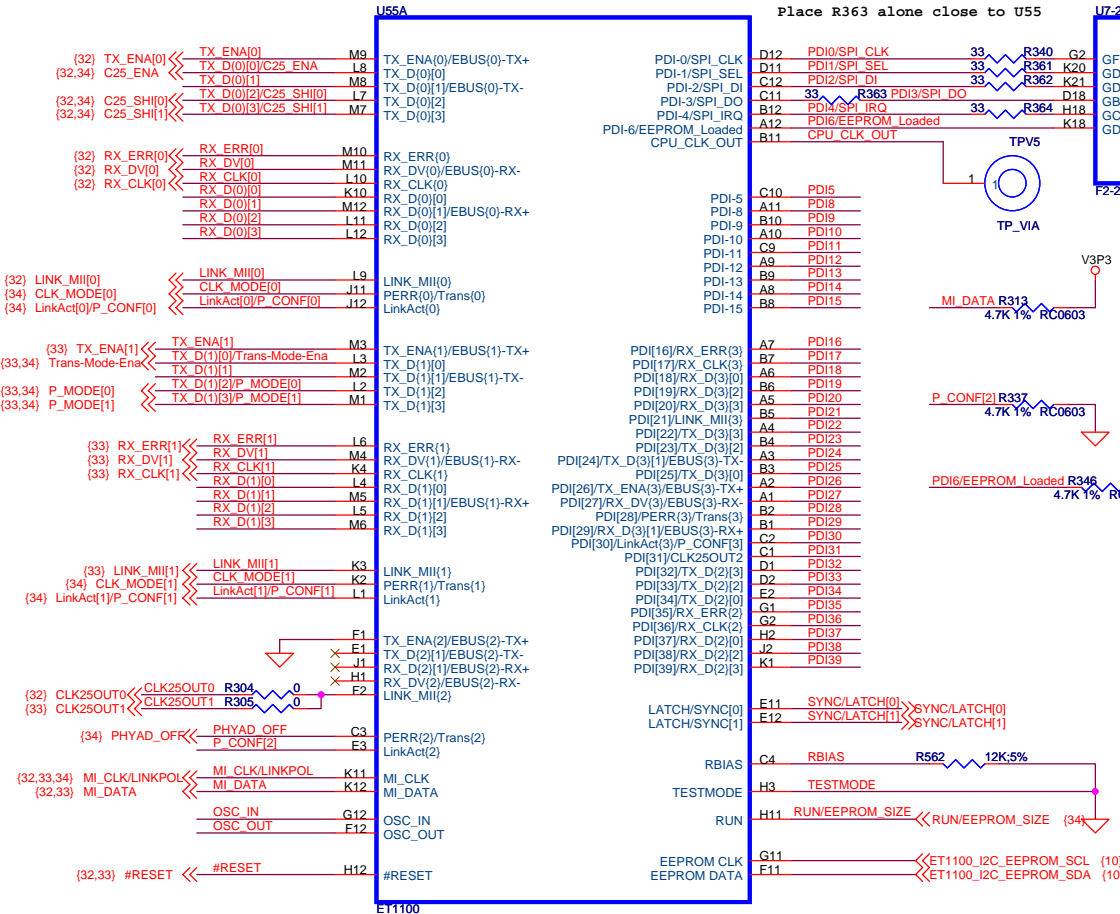 U55A
Place R363 alone close to U55
U7-2
{32} TX_ENA[0] TX_ENA[0] M9 TX_ENA{0}/EBUS{0}-TX+
{32,34} C25_ENA TX_D(0)[0]/C25_ENA L8 TX_D{0}[0]
TX_D(0)[1] M8 TX_D{0}[1]/EBUS{0}-TX-
{32,34} C25_SHI[0] TX_D(0)[2]/C25_SHI[0] L7 TX_D{0}[2]
{32,34} C25_SHI[1] TX_D(0)[3]/C25_SHI[1] M7 TX_D{0}[3]
{32} RX_ERR[0] RX_ERR[0] M10 RX_ERR{0}
{32} RX_DV[0] RX_DV[0] M11 RX_DV{0}/EBUS{0}-RX-
{32} RX_CLK[0] RX_CLK[0] L10 RX_CLK{0}
RX_D(0)[0] K10 RX_D{0}[0]
RX_D(0)[1] M12 RX_D{0}[1]/EBUS{0}-RX+
RX_D(0)[2] L11 RX_D{0}[2]
RX_D(0)[3] L12 RX_D{0}[3]
{32} LINK_MII[0] LINK_MII[0] L9 LINK_MII{0}
{34} CLK_MODE[0] CLK_MODE[0] J11 PERR{0}/Trans{0}
{34} LinkAct[0]/P_CONF[0] LinkAct[0]/P_CONF[0] J12 LinkAct{0}
{33} TX_ENA[1] TX_ENA[1] M3 TX_ENA{1}/EBUS{1}-TX+
{33,34} Trans-Mode-Ena TX_D(1)[0]/Trans-Mode-Ena L3 TX_D{1}[0]
TX_D(1)[1] M2 TX_D{1}[1]/EBUS{1}-TX-
{33,34} P_MODE[0] TX_D(1)[2]/P_MODE[0] L2 TX_D{1}[2]
{33,34} P_MODE[1] TX_D(1)[3]/P_MODE[1] M1 TX_D{1}[3]
{33} RX_ERR[1] RX_ERR[1] L6 RX_ERR{1}
{33} RX_DV[1] RX_DV[1] M4 RX_DV{1}/EBUS{1}-RX-
{33} RX_CLK[1] RX_CLK[1] K4 RX_CLK{1}
RX_D(1)[0] L4 RX_D{1}[0]
RX_D(1)[1] M5 RX_D{1}[1]/EBUS{1}-RX+
RX_D(1)[2] L5 RX_D{1}[2]
RX_D(1)[3] M6 RX_D{1}[3]
{33} LINK_MII[1] LINK_MII[1] K3 LINK_MII{1}
{34} CLK_MODE[1] CLK_MODE[1] K2 PERR{1}/Trans{1}
{34} LinkAct[1]/P_CONF[1] LinkAct[1]/P_CONF[1] L1 LinkAct{1}
F1 TX_ENA{2}/EBUS{2}-TX+
E1 TX_D{2}[1]/EBUS{2}-TX-
J1 RX_D{2}[1]/EBUS{2}-RX+
H1 RX_DV{2}/EBUS{2}-RX-
{32} CLK25OUT0 CLK25OUT0 R304 0 F2 LINK_MII{2}
{33} CLK25OUT1 CLK25OUT1 R305 0
{34} PHYAD_OFF PHYAD_OFF C3 PERR{2}/Trans{2}
P_CONF[2] E3 LinkAct{2}
{32,33,34} MI_CLK/LINKPOL MI_CLK/LINKPOL K11 MI_CLK
{32,33} MI_DATA MI_DATA K12 MI_DATA
OSC_IN G12 OSC_IN
OSC_OUT F12 OSC_OUT
{32,33} #RESET #RESET H12 #RESET
ET1100
PDI-0/SPI_CLK D12 PDI0/SPI_CLK 33 R340 G2 GF
PDI-1/SPI_SEL D11 PDI1/SPI_SEL 33 R361 K20 GD
PDI-2/SPI_DI C12 PDI2/SPI_DI 33 R362 K21 GD
PDI-3/SPI_DO C11 33 R363 PDI3/SPI_DO D18 GB
PDI-4/SPI_IRQ B12 PDI4/SPI_IRQ 33 R364 H18 GC
PDI-6/EEPROM_Loaded A12 PDI6/EEPROM_Loaded K18 GD
CPU_CLK_OUT B11 CPU_CLK_OUT
TPV5
1 1
TP_VIA
F2-2
PDI-5 C10 PDI5
PDI-8 A11 PDI8
PDI-9 B10 PDI9
PDI-10 A10 PDI10
PDI-11 C9 PDI11
PDI-12 A9 PDI12
PDI-13 B9 PDI13
PDI-14 A8 PDI14
PDI-15 B8 PDI15
V3P3
MI_DATA R313
4.7K 1% RC0603
PDI[16]/RX_ERR{3} A7 PDI16
PDI[17]/RX_CLK{3} B7 PDI17
PDI[18]/RX_D{3}[0] A6 PDI18
PDI[19]/RX_D{3}[2] B6 PDI19
PDI[20]/RX_D{3}[3] A5 PDI20
PDI[21]/LINK_MII{3} B5 PDI21
PDI[22]/TX_D{3}[3] A4 PDI22
PDI[23]/TX_D{3}[2] B4 PDI23
PDI[24]/TX_D{3}[1]/EBUS{3}-TX- A3 PDI24
PDI[25]/TX_D{3}[0] B3 PDI25
PDI[26]/TX_ENA{3}/EBUS{3}-TX+ A2 PDI26
PDI[27]/RX_DV{3}/EBUS{3}-RX- A1 PDI27
PDI[28]/PERR{3}/Trans{3} B2 PDI28
PDI[29]/RX_D{3}[1]/EBUS{3}-RX+ B1 PDI29
PDI[30]/LinkAct{3}/P_CONF[3] C2 PDI30
PDI[31]/CLK25OUT2 C1 PDI31
PDI[32]/TX_D{2}[3] D1 PDI32
PDI[33]/TX_D{2}[2] D2 PDI33
PDI[34]/TX_D{2}[0] E2 PDI34
PDI[35]/RX_ERR{2} G1 PDI35
PDI[36]/RX_CLK{2} G2 PDI36
PDI[37]/RX_D{2}[0] H2 PDI37
PDI[38]/RX_D{2}[2] J2 PDI38
PDI[39]/RX_D{2}[3] K1 PDI39
P_CONF[2] R337
4.7K 1% RC0603
PDI6/EEPROM_Loaded R346
4.7K 1%
LATCH/SYNC[0] E11 SYNC/LATCH[0] SYNC/LATCH[0]
LATCH/SYNC[1] E12 SYNC/LATCH[1] SYNC/LATCH[1]
RBIAS C4 RBIAS R562 12K;5%
TESTMODE H3 TESTMODE
RUN H11 RUN/EEPROM_SIZE RUN/EEPROM_SIZE {34}
EEPROM CLK G11 ET1100_I2C_EEPROM_SCL {10
EEPROM DATA F11 ET1100_I2C_EEPROM_SDA {10